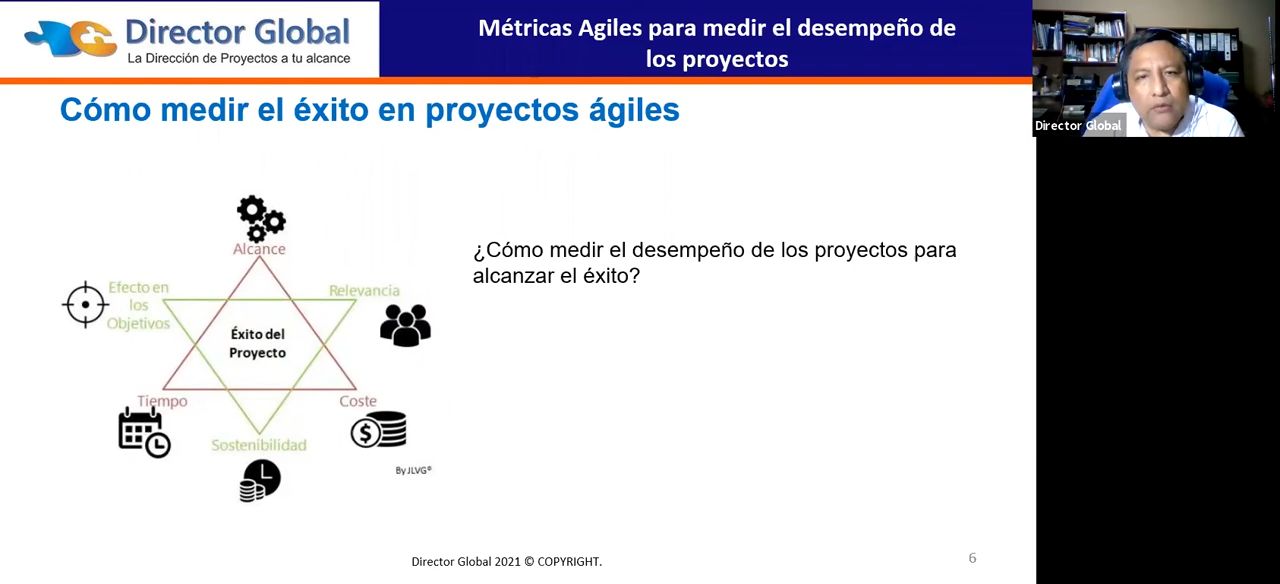 Director Global
La Dirección de Proyectos a tu alcance
Métricas Agiles para medir el desempeño de
los proyectos
Director Global
Cómo medir el éxito en proyectos ágiles
Alcance
Efecto en
los
Objetivos
Relevancia
Éxito del
Proyecto
¿Cómo medir el desempeño de los proyectos para
alcanzar el éxito?
Tiempo
Coste
Sostenibilidad
By JLVG®
Director Global 2021 © COPYRIGHT.
6